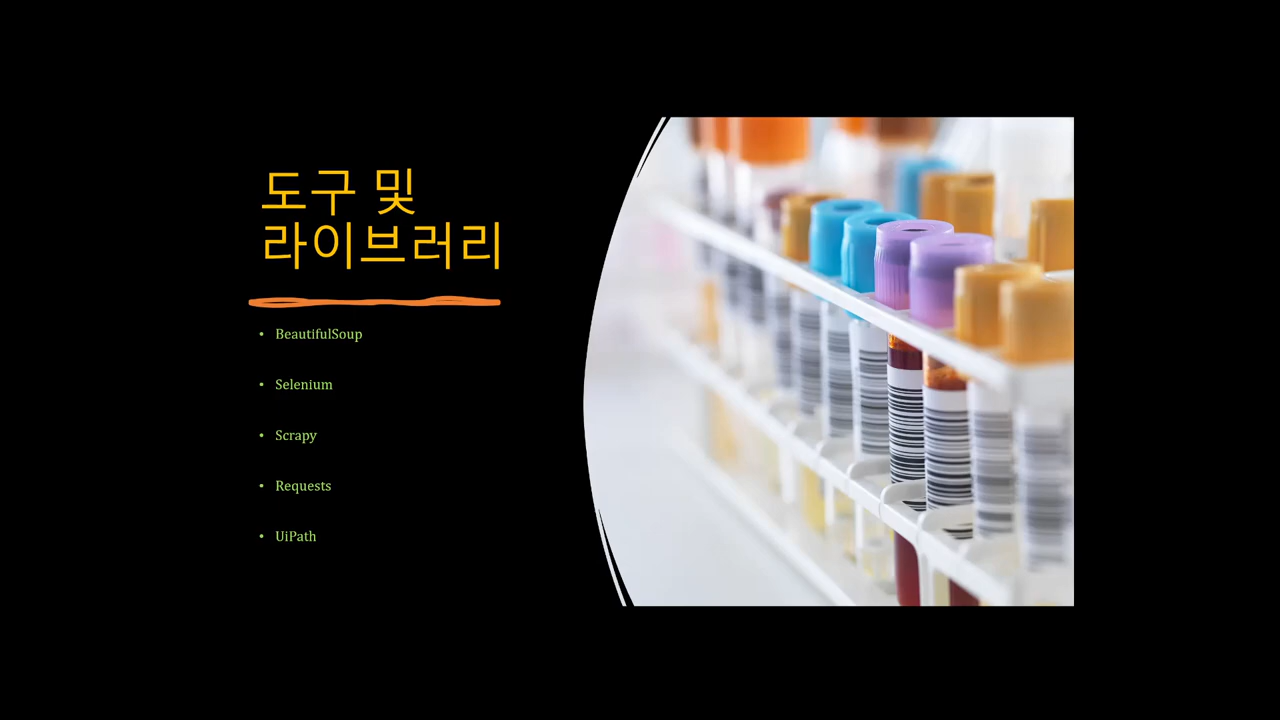 도구 및
라이브러리
• BeautifulSoup
• Selenium
• Scrapy
• Requests
• UiPath